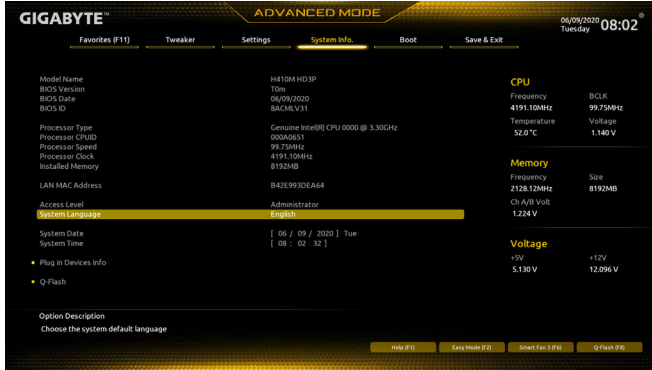 GIGABYTE™
ADVANCED MODE
06/09/2020
Tuesday 08:02
Favorites (F11) Tweaker Settings System Info. Boot Save & Exit
Model Name H410M HD3P
BIOS Version T0m
BIOS Date 06/09/2020
BIOS ID 8ACMLV31
Processor Type Genuine Intel(R) CPU 0000 @ 3.30GHz
Processor CPUID 000A0651
Processor Speed 99.75MHz
Processor Clock 4191.10MHz
Installed Memory 8192MB
LAN MAC Address B42E993DEA64
Access Level Administrator
System Language English
System Date [ 06 / 09 / 2020 ] Tue
System Time [ 08 : 02 : 32 ]
Plug in Devices Info
Q-Flash
CPU
Frequency BCLK
4191.10MHz 99.75MHz
Temperature Voltage
52.0 °C 1.140 V
Memory
Frequency Size
2128.12MHz 8192MB
Ch A/B Volt
1.224 V
Voltage
+5V +12V
5.130 V 12.096 V
Option Description
Choose the system default language
Help (F1) Easy Mode (F2) Smart Fan 5 (F6) Q-Flash (F8)